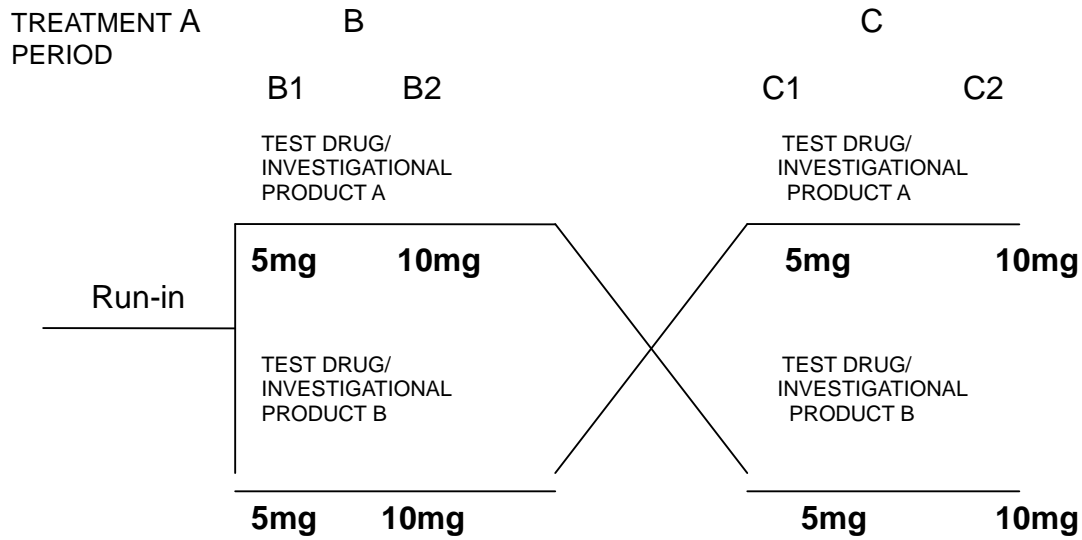 TREATMENT A B C
PERIOD
B1 B2 C1 C2
TEST DRUG/
INVESTIGATIONAL
PRODUCT A
TEST DRUG/
INVESTIGATIONAL
PRODUCT A
5mg 10mg 5mg 10mg
Run-in
TEST DRUG/
INVESTIGATIONAL
PRODUCT B
TEST DRUG/
INVESTIGATIONAL
PRODUCT B
5mg 10mg 5mg 10mg